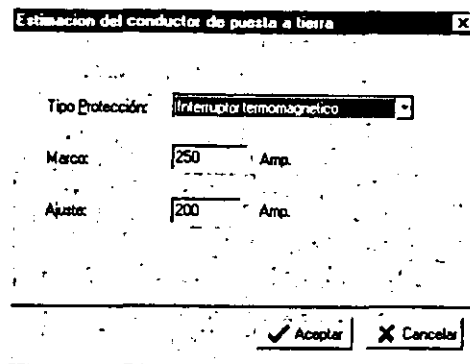 Estimacion del conductor de puesta a tierra
Tipo Protección: Interruptor termomagnetico
Marco: 250 Amp.
Ajuste: 200 Amp.
Aceptar Cancelar